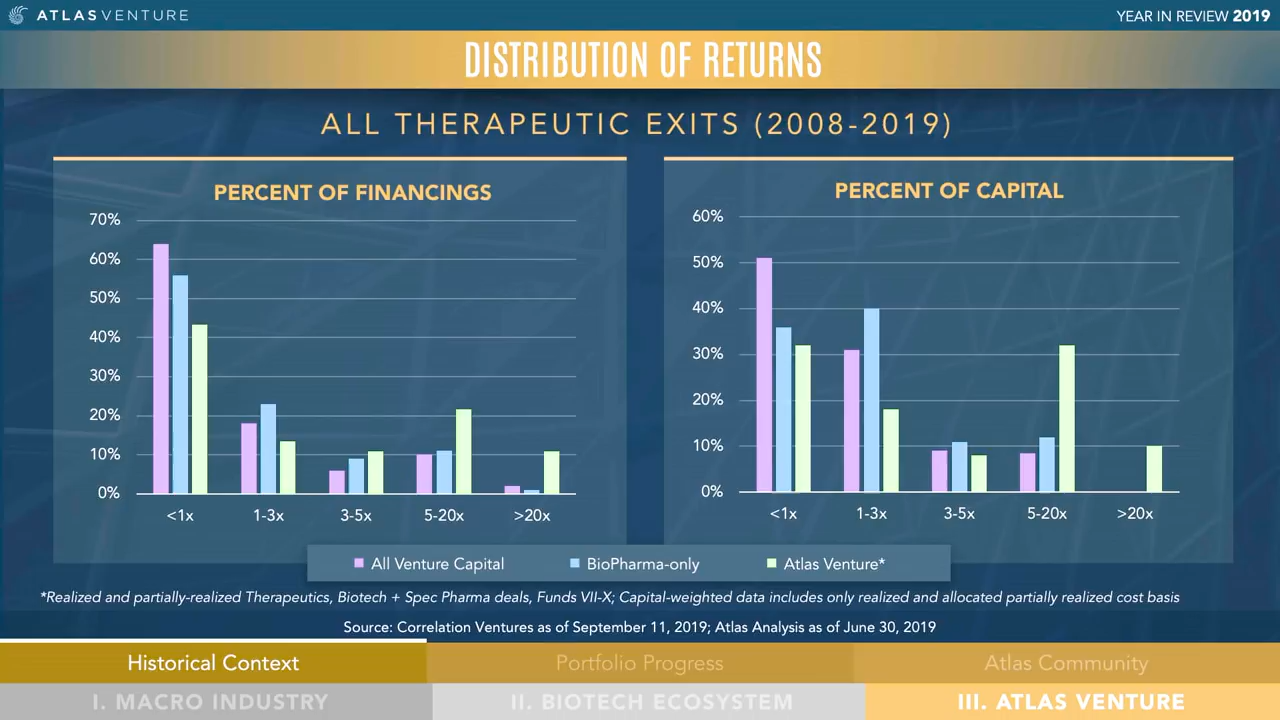 ATLAS VENTURE
YEAR IN REVIEW 2019
DISTRIBUTION OF RETURNS
ALL THERAPEUTIC EXITS (2008-2019)
PERCENT OF FINANCINGS
70%
60%
50%
40%
30%
20%
10%
0%
<1x 1-3x 3-5x 5-20x >20x
PERCENT OF CAPITAL
60%
50%
40%
30%
20%
10%
0%
<1x 1-3x 3-5x 5-20x >20x
All Venture Capital BioPharma-only Atlas Venture*
*Realized and partially-realized Therapeutics, Biotech + Spec Pharma deals, Funds VII-X; Capital-weighted data includes only realized and allocated partially realized cost basis
Source: Correlation Ventures as of September 11, 2019; Atlas Analysis as of June 30, 2019
Historical Context Portfolio Progress Atlas Community
I. MACRO INDUSTRY II. BIOTECH ECOSYSTEM III. ATLAS VENTURE